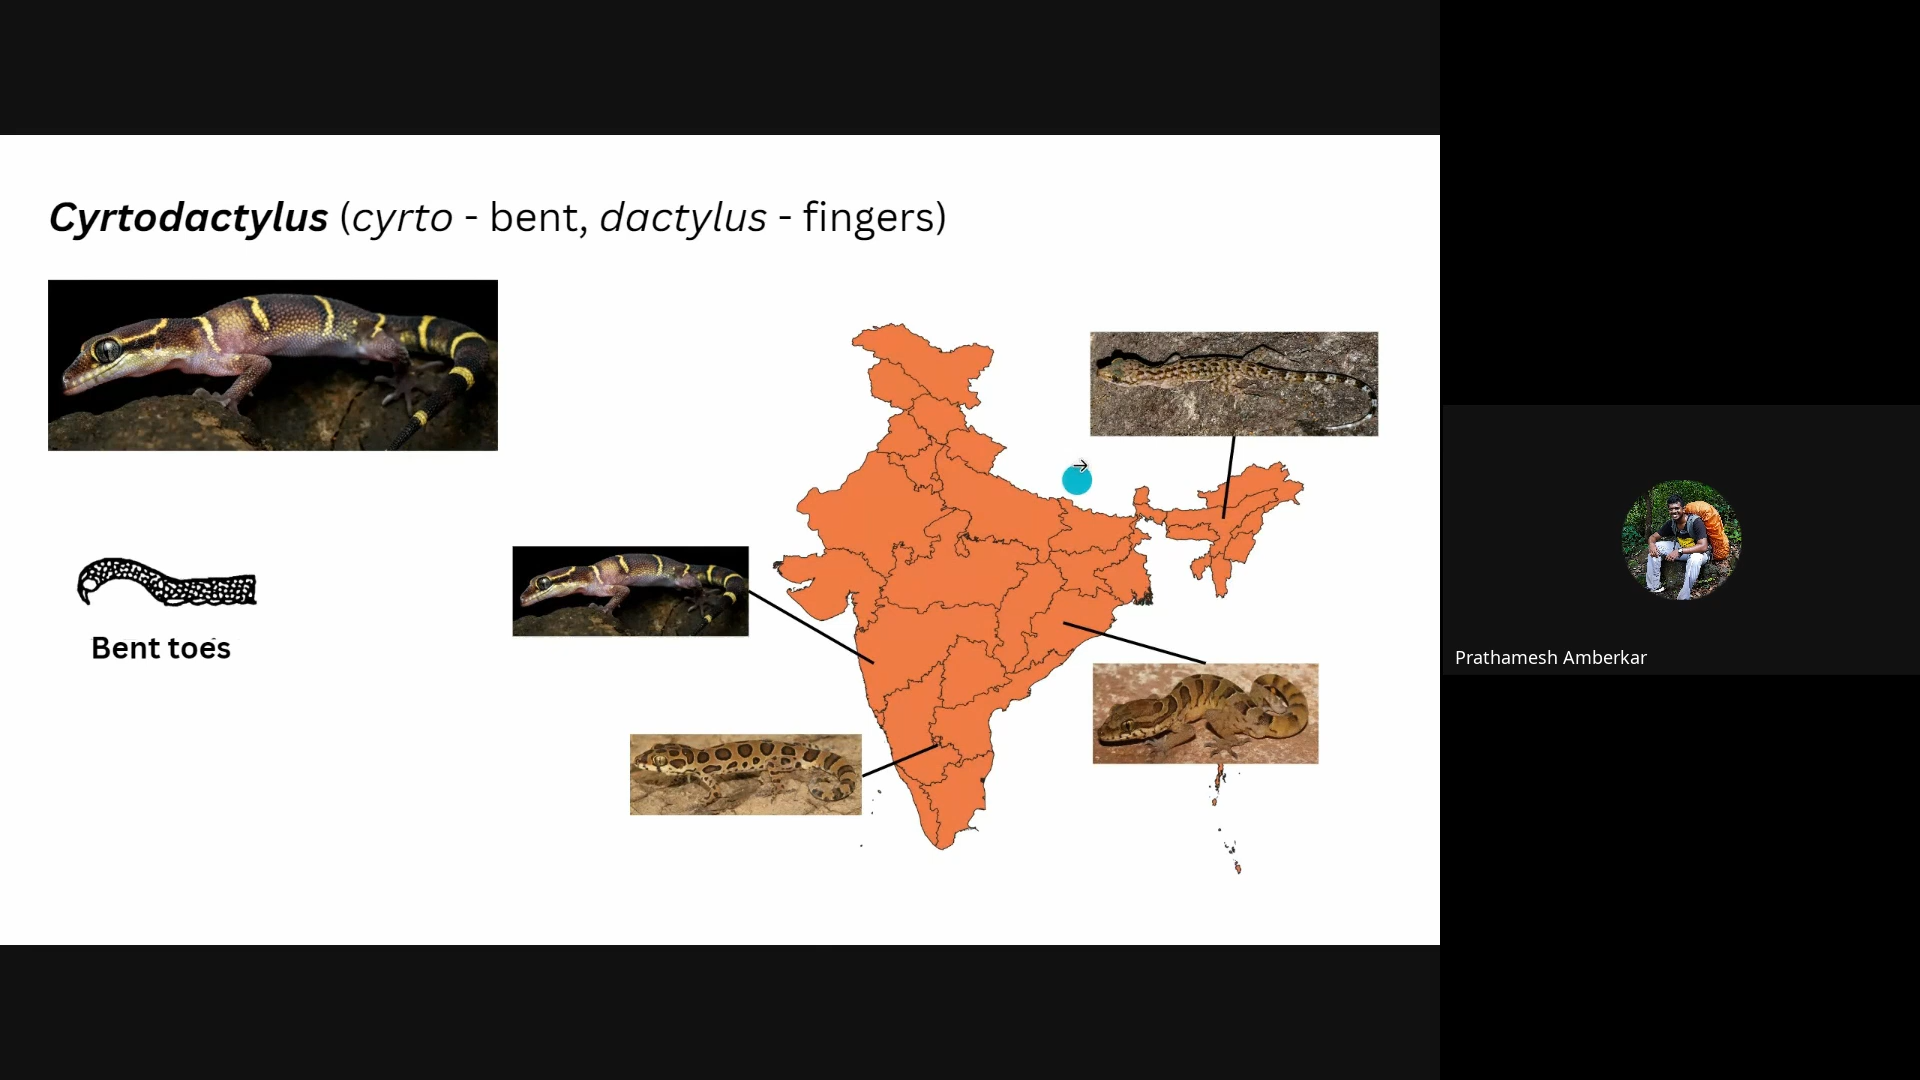 Cyrtodactylus (cyrto - bent, dactylus - fingers)
Bent toes
Prathamesh Amberkar